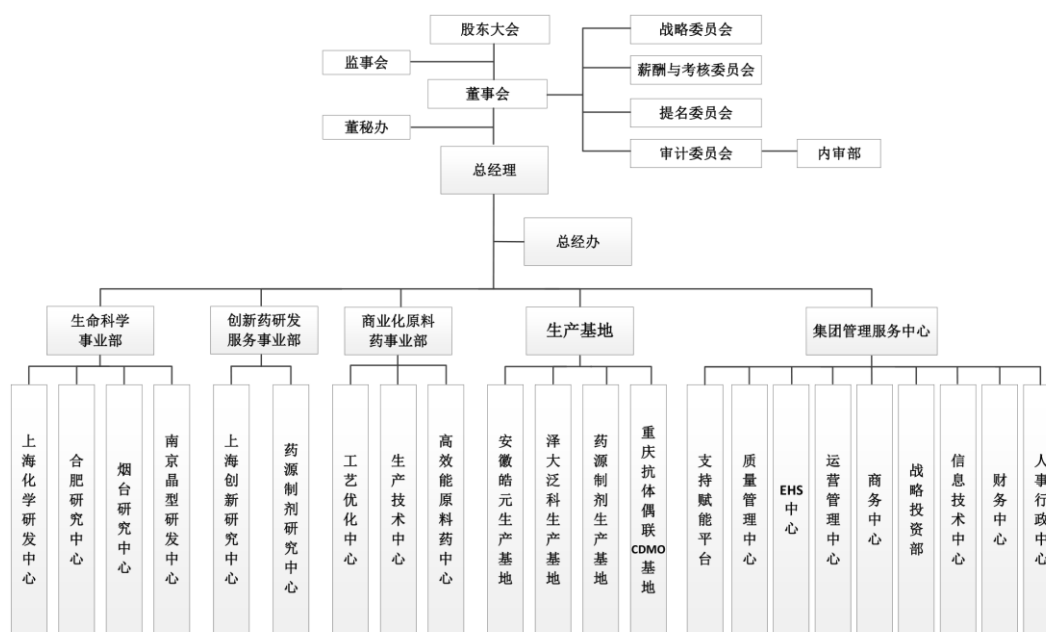 股东大会
战略委员会
监事会
薪酬与考核委员会
董事会
提名委员会
董秘办
审计委员会
内审部
总经理
总经办
生命科学
事业部
创新药研发
服务事业部
商业化原料
药事业部
生产基地
集团管理服务中心
上海化学研发中心
合肥研究中心
烟台研究中心
南京晶型研发中心
上海创新研究中心
药源制剂研究中心
工艺优化中心
生产技术中心
高效能原料药中心
安徽皓元生产基地
泽大泛科生产基地
药源制剂生产基地
重庆抗体偶联CDMO基地
支持赋能平台
质量管理中心
EHS中心
运营管理中心
商务中心
战略投资部
信息技术中心
财务中心
人事行政中心